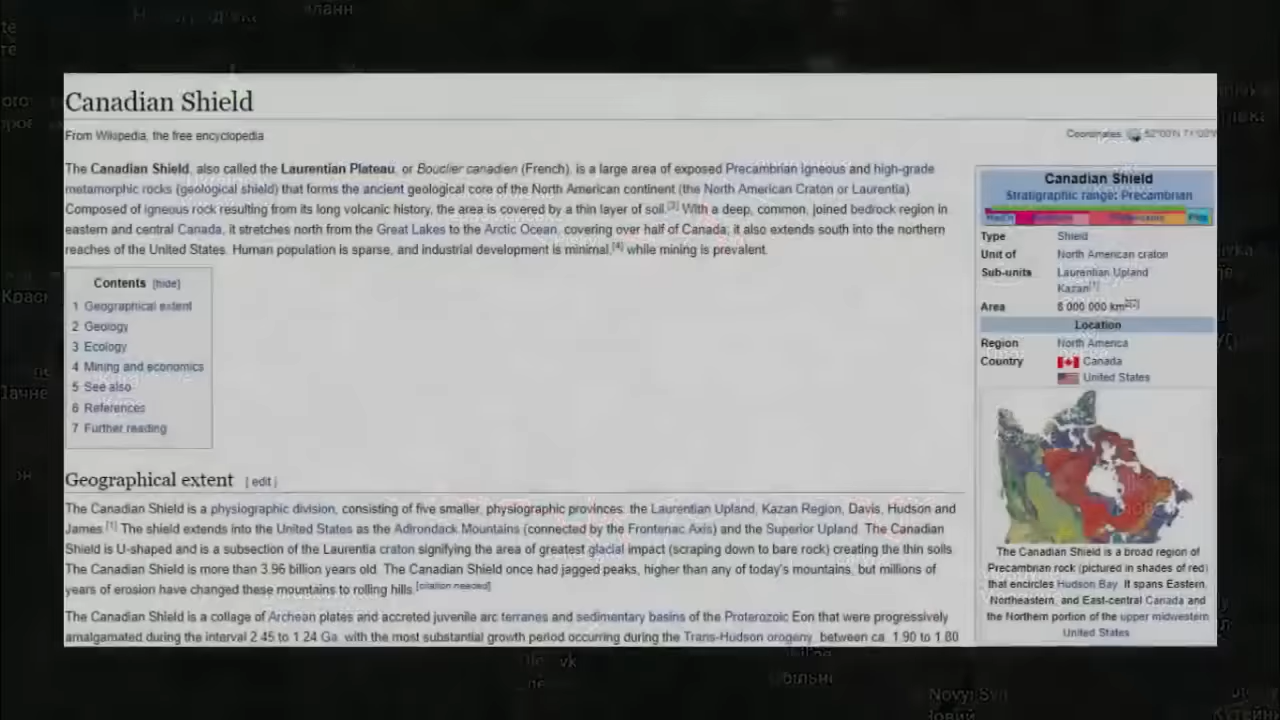 Canadian Shield
From Wikipedia, the free encyclopedia
Coordinates:
The Canadian Shield, also called the Laurentian Plateau, or Bouclier canadien (French), is a large area of exposed Precambrian igneous and high-grade
metamorphic rocks (geological shield) that forms the ancient geological core of the North American continent (the North American Craton or Laurentia).
Composed of igneous rock resulting from its long volcanic history, the area is covered by a thin layer of soil.[3] With a deep, common, joined bedrock region in
eastern and central Canada, it stretches north from the Great Lakes to the Arctic Ocean, covering over half of Canada; it also extends south into the northern
reaches of the United States. Human population is sparse, and industrial development is minimal,[4] while mining is prevalent.
Contents [hide]
1 Geographical extent
2 Geology
3 Ecology
4 Mining and economics
5 See also
6 References
7 Further reading
Geographical extent [edit]
The Canadian Shield is a physiographic division, consisting of five smaller, physiographic provinces: the Laurentian Upland, Kazan Region, Davis, Hudson and
James.[1] The shield extends into the United States as the Adirondack Mountains (connected by the Frontenac Axis) and the Superior Upland. The Canadian
Shield is U-shaped and is a subsection of the Laurentia craton signifying the area of greatest glacial impact (scraping down to bare rock) creating the thin soils.
The Canadian Shield is more than 3.96 billion years old. The Canadian Shield once had jagged peaks, higher than any of today's mountains, but millions of
years of erosion have changed these mountains to rolling hills.[citation needed]
The Canadian Shield is a collage of Archean plates and accreted juvenile arc terranes and sedimentary basins of the Proterozoic Eon that were progressively
amalgamated during the interval 2.45 to 1.24 Ga, with the most substantial growth period occurring during the Trans-Hudson orogeny, between ca. 1.90 to 1.80
Canadian Shield
Stratigraphic range: Precambrian
Type Shield
Unit of North American craton
Sub-units Laurentian Upland
Kazan[1]
Area 8 000 000 km2[2]
Location
Region North America
Country Canada
United States
The Canadian Shield is a broad region of
Precambrian rock (pictured in shades of red)
that encircles Hudson Bay. It spans Eastern,
Northeastern, and East-central Canada and
the Northern portion of the upper midwestern
United States